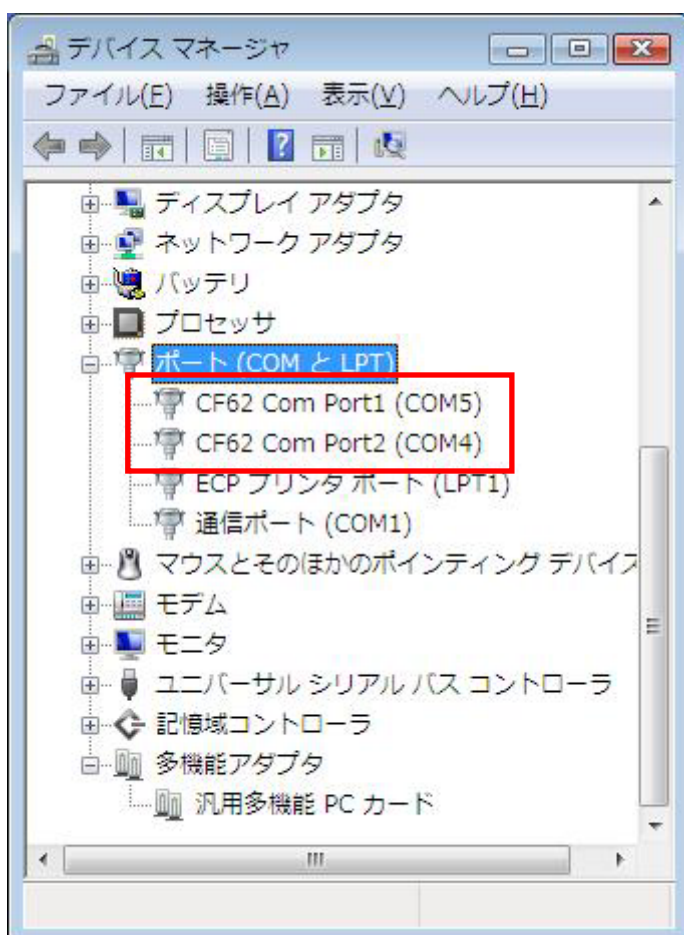 デバイス マネージャ
ファイル(F) 操作(A) 表示(V) ヘルプ(H)
ディスプレイ アダプタ
ネットワーク アダプタ
バッテリ
プロセッサ
ポート (COM と LPT)
CF62 Com Port1 (COM5)
CF62 Com Port2 (COM4)
ECP プリンタ ポート (LPT1)
通信ポート (COM1)
マウスとそのほかのポインティング デバイス
モデム
モニタ
ユニバーサル シリアル バス コントローラ
記憶域コントローラ
多機能アダプタ
汎用多機能 PC カード